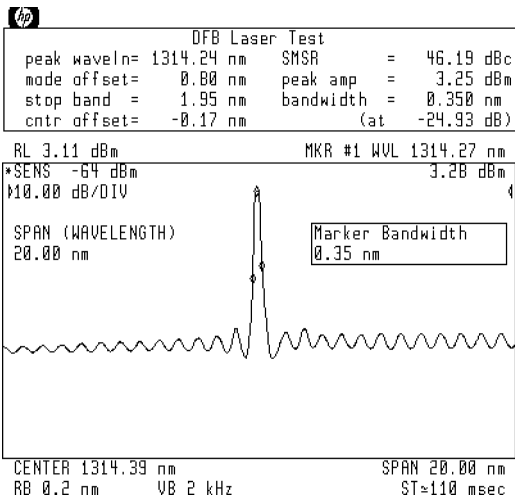 hp
DFB Laser Test
peak waveln= 1314.24 nm SMSR = 46.19 dBc
mode offset= 0.80 nm peak amp = 3.25 dBm
stop band = 1.95 nm bandwidth = 0.350 nm
cntr offset= -0.17 nm (at -24.93 dB)
RL 3.11 dBm MKR #1 WVL 1314.27 nm
*SENS -64 dBm 3.28 dBm
10.00 dB/DIV
SPAN (WAVELENGTH) Marker Bandwidth
20.00 nm 0.35 nm
CENTER 1314.39 nm SPAN 20.00 nm
RB 0.2 nm VB 2 kHz ST≃110 msec